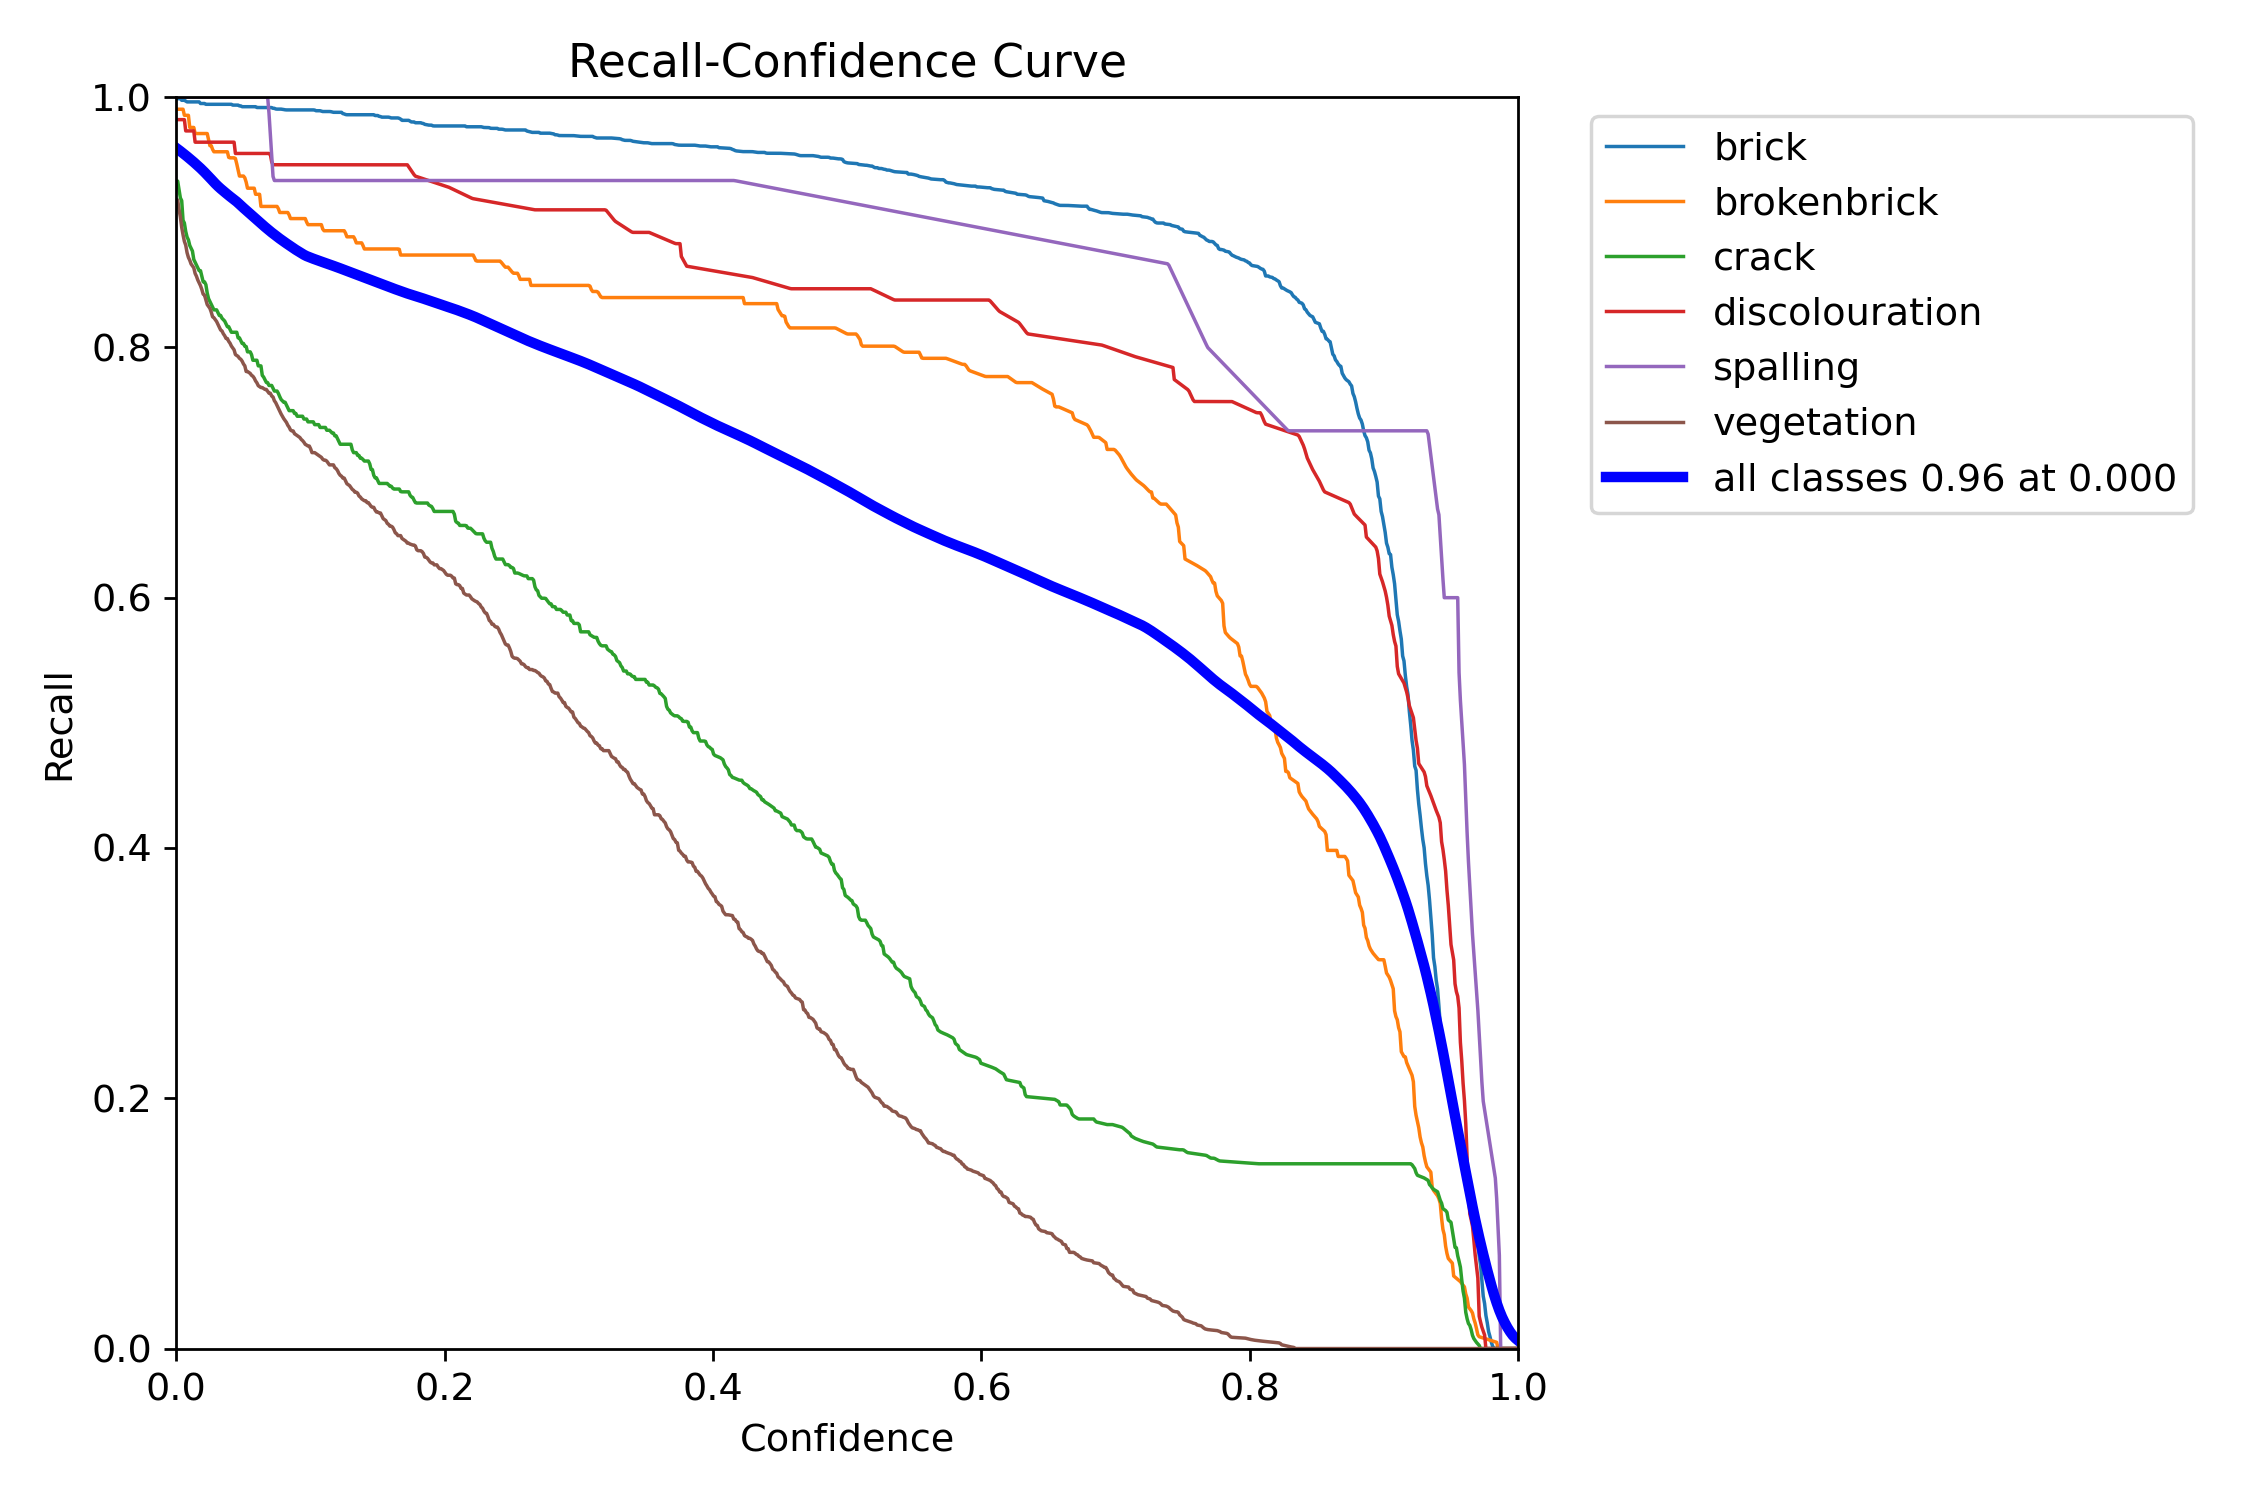 Recall-Confidence Curve
1.0
0.8
0.6
0.4
0.2
0.0
Recall
0.0 0.2 0.4 0.6 0.8 1.0
Confidence
brick
brokenbrick
crack
discolouration
spalling
vegetation
all classes 0.96 at 0.000